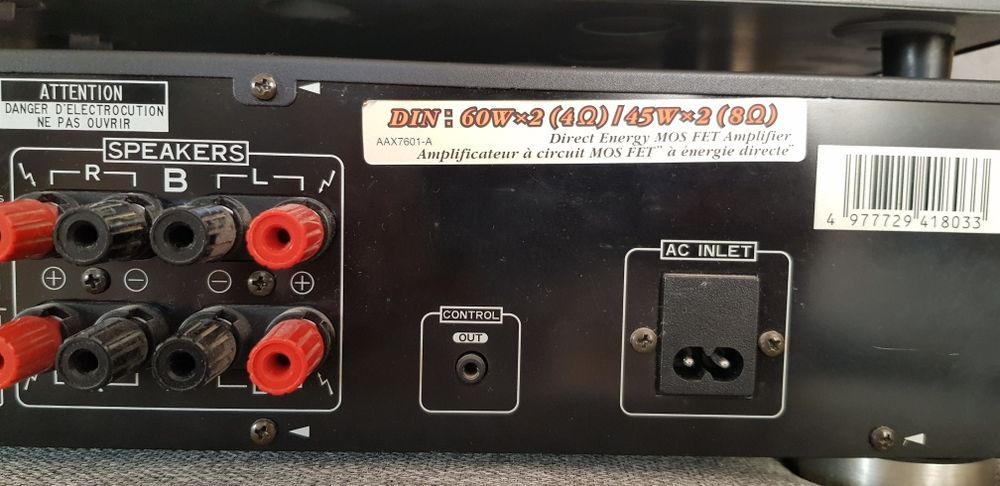 ATTENTION
DANGER D'ELECTROCUTION
NE PAS OUVRIR
DIN: 60W×2 (4Ω) / 45W×2 (8Ω)
AAX7601-A
Direct Energy MOS FET Amplifier
Amplificateur à circuit MOS FET" à énergie directe"
SPEAKERS
R B L
4 977729 418033
AC INLET
⊕ ⊖ ⊖ ⊕
CONTROL
OUT